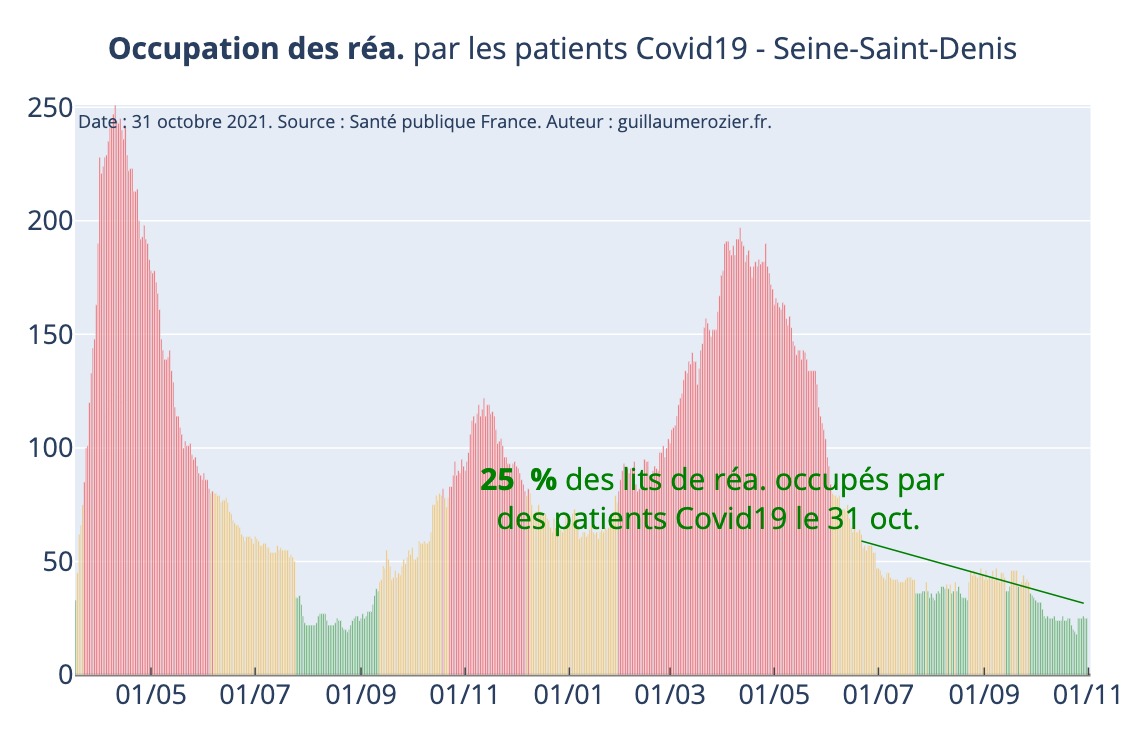 Occupation des réa. par les patients Covid19 - Seine-Saint-Denis
250
Date : 31 octobre 2021. Source : Santé publique France. Auteur : guillaumerozier.fr.
200
150
100
25 % des lits de réa. occupés par
des patients Covid19 le 31 oct.
50
0
01/05 01/07 01/09 01/11 01/01 01/03 01/05 01/07 01/09 01/11